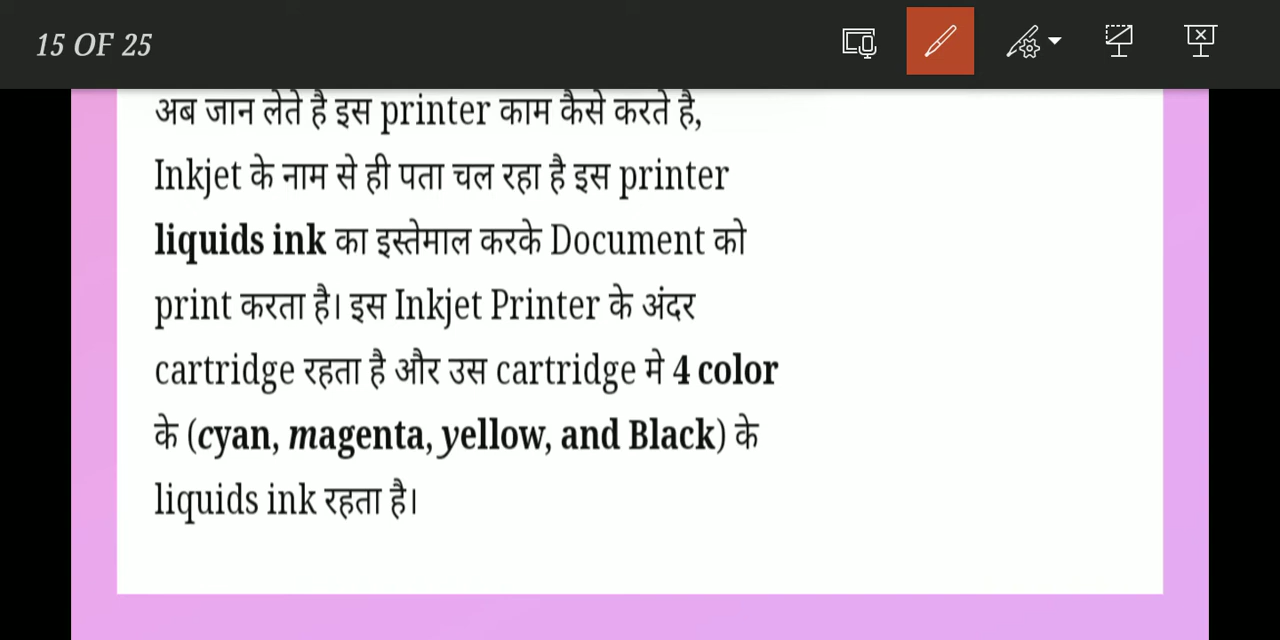 15 OF 25
अब जान लेते है इस printer काम कैसे करते है,
Inkjet के नाम से ही पता चल रहा है इस printer
liquids ink का इस्तेमाल करके Document को
print करता है। इस Inkjet Printer के अंदर
cartridge रहता है और उस cartridge मे 4 color
के (cyan, magenta, yellow, and Black) के
liquids ink रहता है।